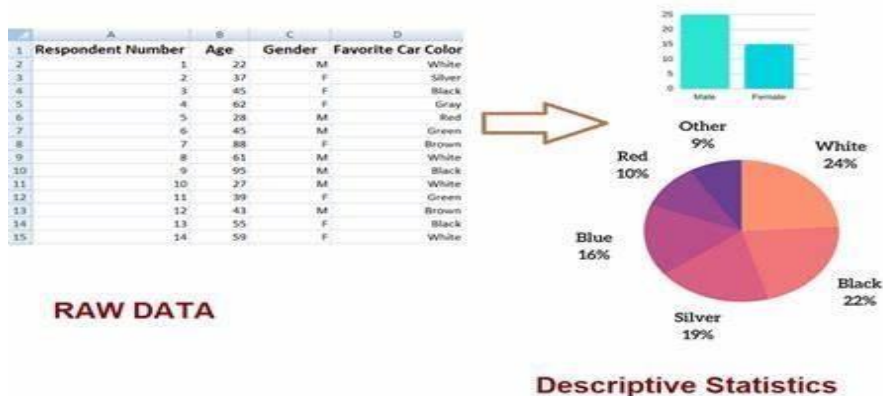 A B C D
1 Respondent Number Age Gender Favorite Car Color
2 1 22 M White
3 2 37 F Silver
4 3 45 F Black
5 4 62 F Gray
6 5 28 M Red
7 6 45 M Green
8 7 88 F Brown
9 8 61 M White
10 9 95 M Black
11 10 27 M White
12 11 39 F Green
13 12 43 M Brown
14 13 55 F Black
15 14 59 F White
RAW DATA
25
20
15
10
5
0
Male Female
Other
9%
White
24%
Red
10%
Blue
16%
Black
22%
Silver
19%
Descriptive Statistics